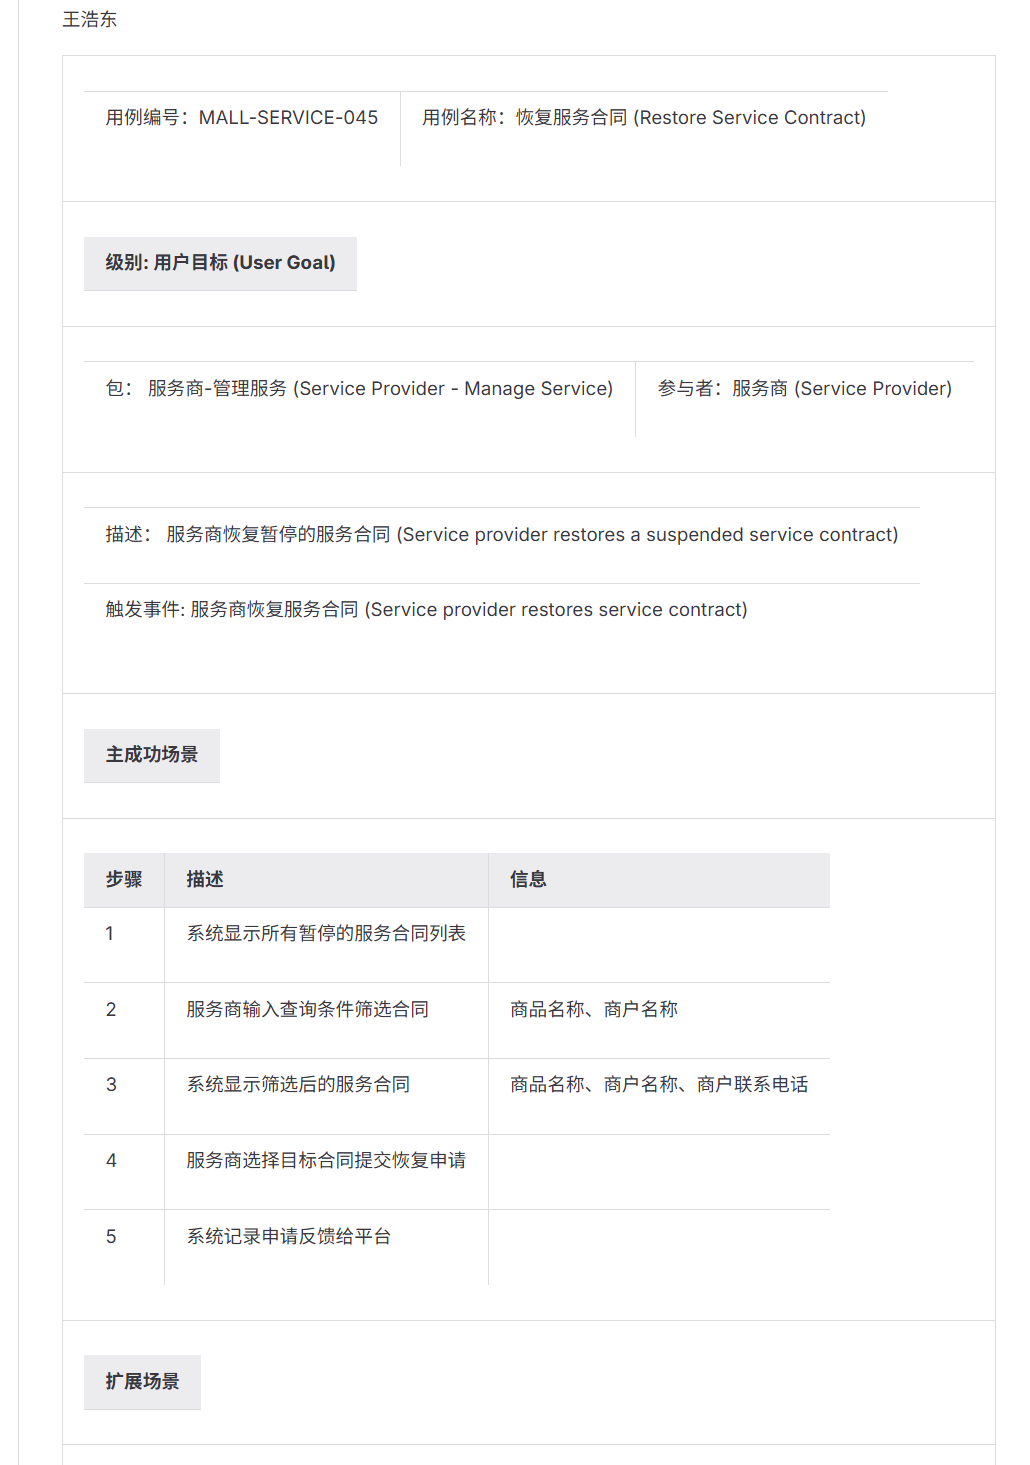 王浩东
用例编号：MALL-SERVICE-045
用例名称：恢复服务合同 (Restore Service Contract)
级别: 用户目标 (User Goal)
包： 服务商-管理服务 (Service Provider - Manage Service)
参与者：服务商 (Service Provider)
描述： 服务商恢复暂停的服务合同 (Service provider restores a suspended service contract)
触发事件: 服务商恢复服务合同 (Service provider restores service contract)
主成功场景
步骤 描述 信息
1 系统显示所有暂停的服务合同列表
2 服务商输入查询条件筛选合同 商品名称、商户名称
3 系统显示筛选后的服务合同 商品名称、商户名称、商户联系电话
4 服务商选择目标合同提交恢复申请
5 系统记录申请反馈给平台
扩展场景